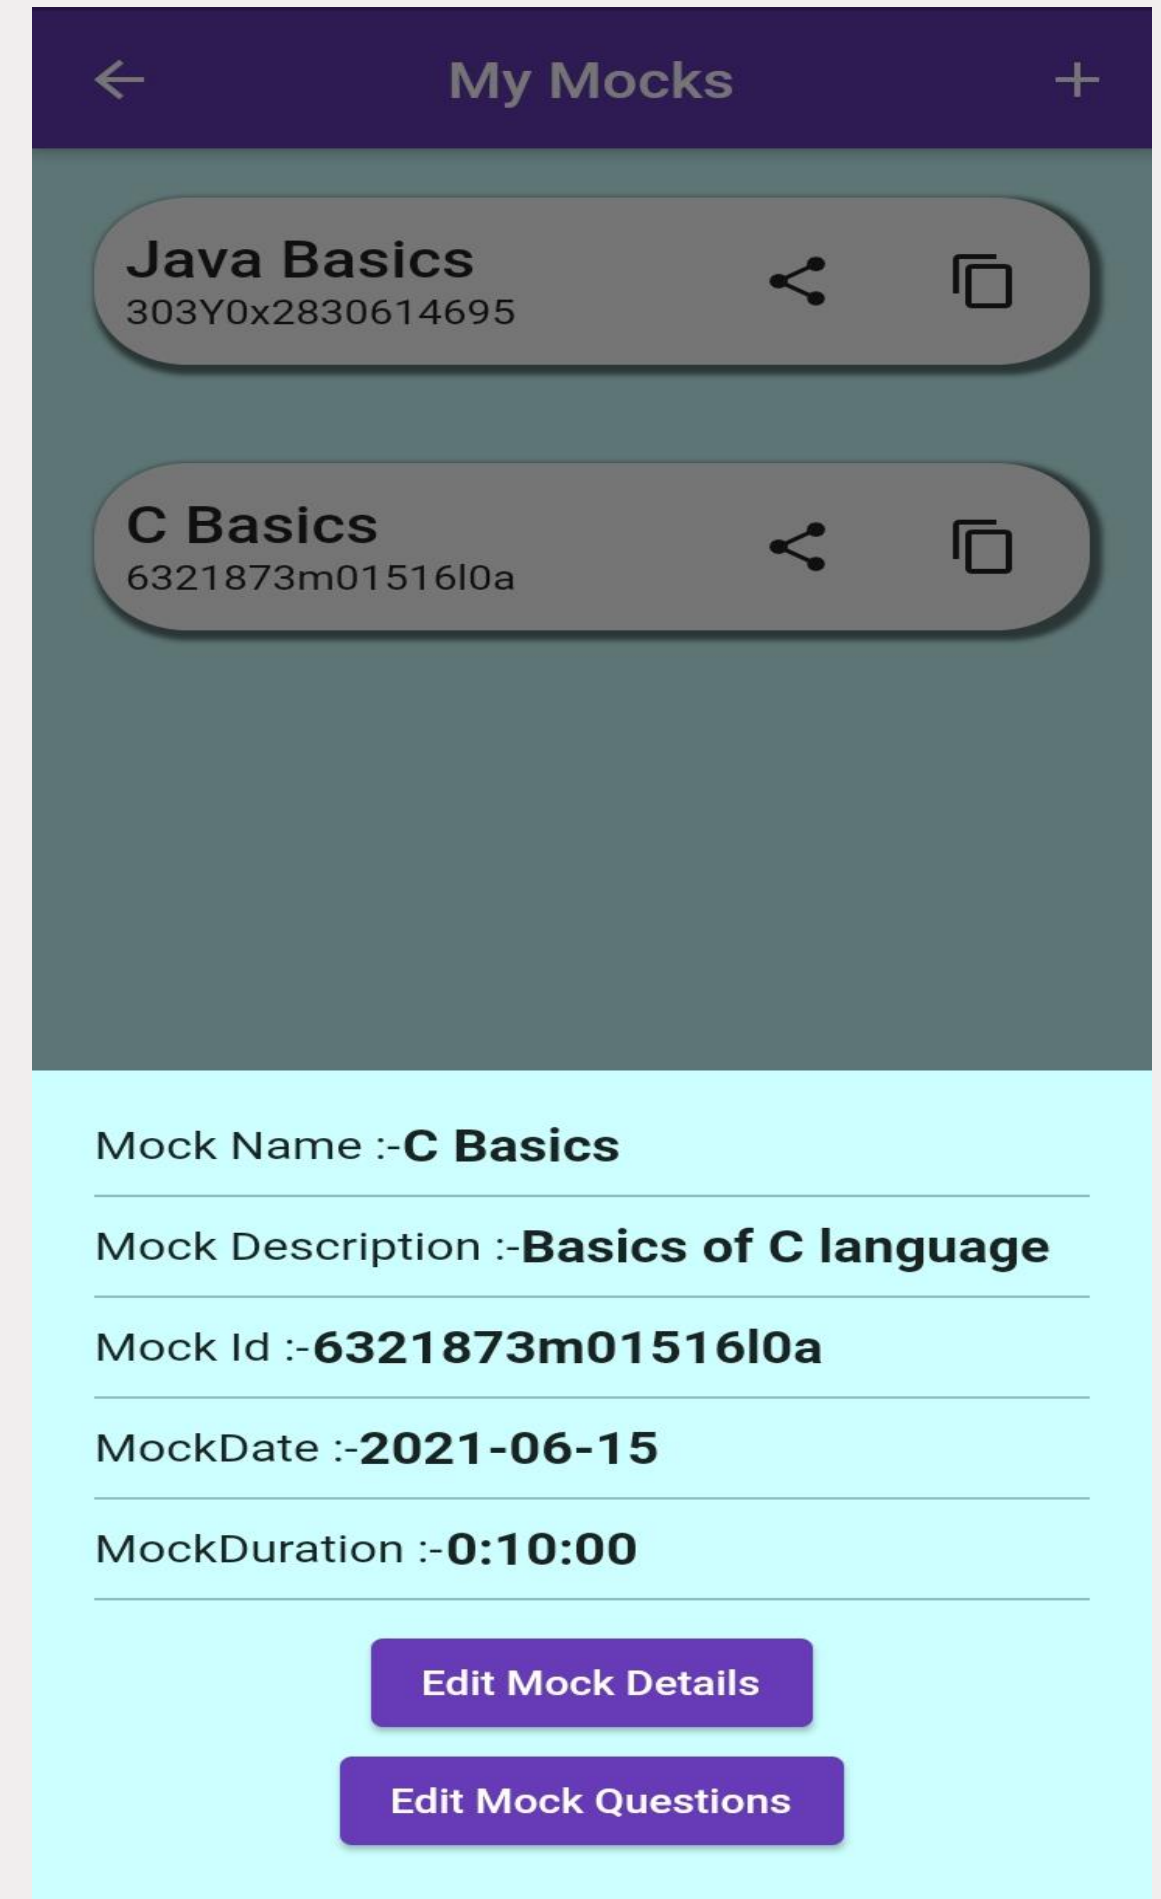 My Mocks
Java Basics
303Y0x2830614695
C Basics
6321873m01516l0a
Mock Name :-C Basics
Mock Description :-Basics of C language
Mock Id :-6321873m01516l0a
MockDate :-2021-06-15
MockDuration :-0:10:00
Edit Mock Details
Edit Mock Questions